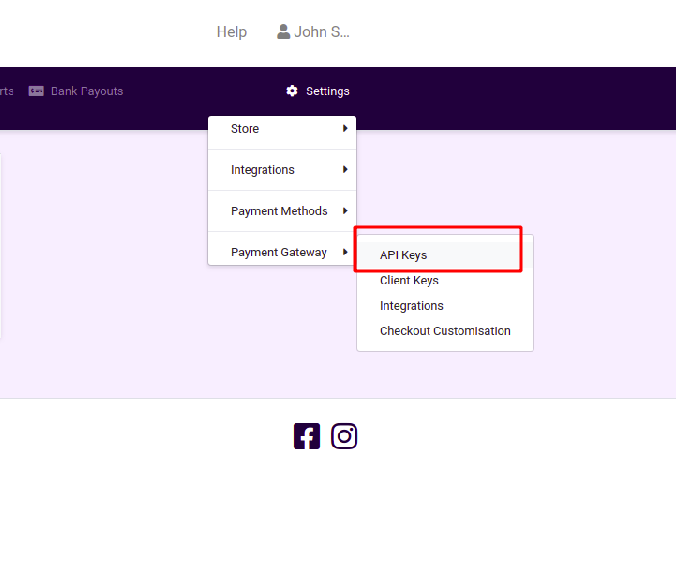 Help John S...
rts Bank Payouts Settings
Store
Integrations
Payment Methods
Payment Gateway
API Keys
Client Keys
Integrations
Checkout Customisation